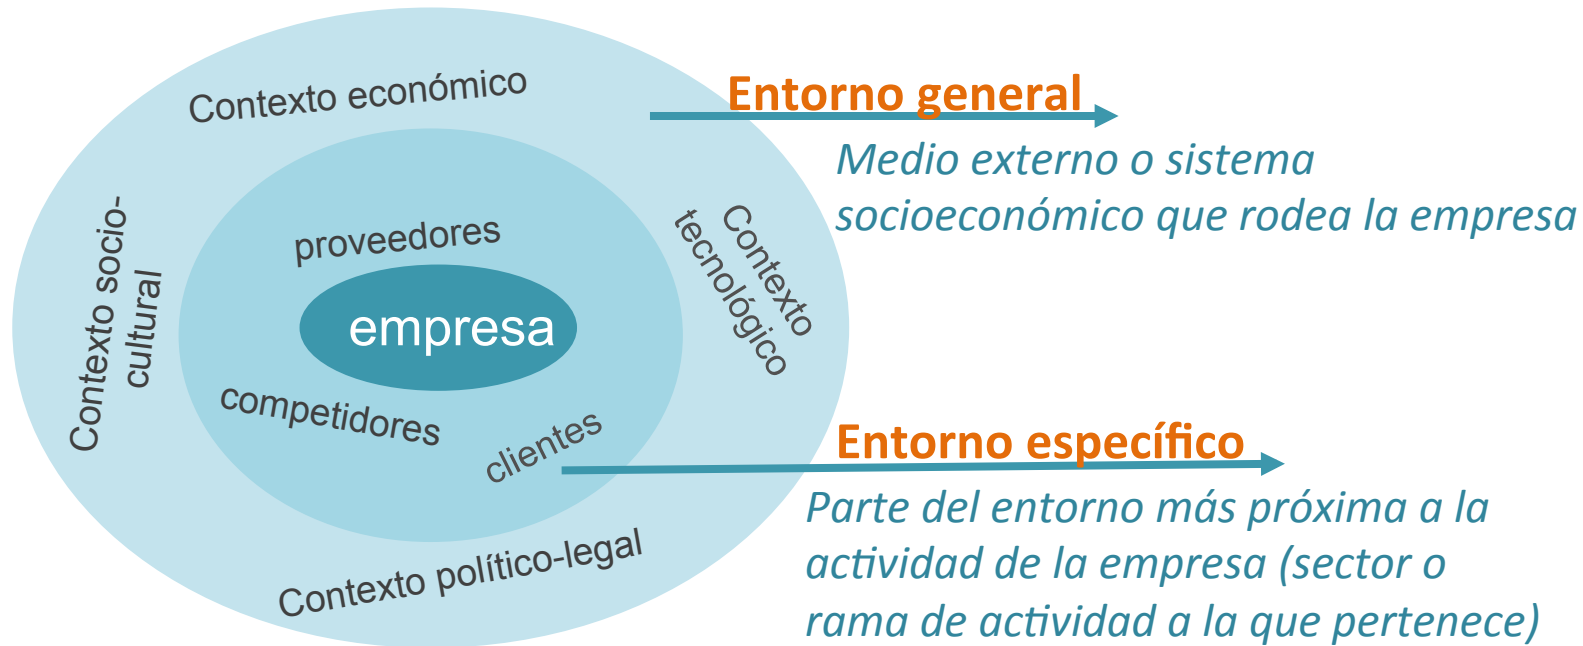 Contexto económico
Entorno general
Medio externo o sistema
socioeconómico que rodea la empresa
Contexto socio-
cultural
proveedores
Contexto
tecnológico
empresa
competidores
clientes
Entorno específico
Parte del entorno más próxima a la
actividad de la empresa (sector o
rama de actividad a la que pertenece)
Contexto político-legal